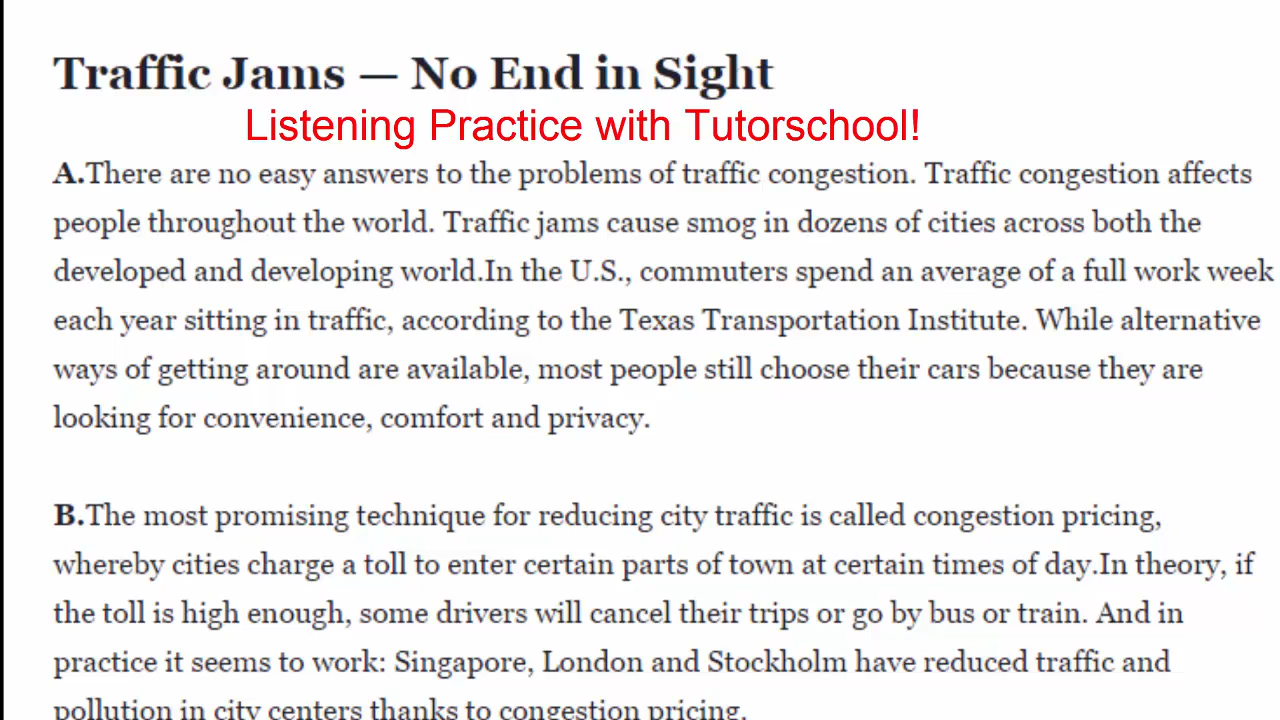 Traffic Jams — No End in Sight
Listening Practice with Tutorschool!
A.There are no easy answers to the problems of traffic congestion. Traffic congestion affects
people throughout the world. Traffic jams cause smog in dozens of cities across both the
developed and developing world.In the U.S., commuters spend an average of a full work week
each year sitting in traffic, according to the Texas Transportation Institute. While alternative
ways of getting around are available, most people still choose their cars because they are
looking for convenience, comfort and privacy.
B.The most promising technique for reducing city traffic is called congestion pricing,
whereby cities charge a toll to enter certain parts of town at certain times of day.In theory, if
the toll is high enough, some drivers will cancel their trips or go by bus or train. And in
practice it seems to work: Singapore, London and Stockholm have reduced traffic and
pollution in city centers thanks to congestion pricing.